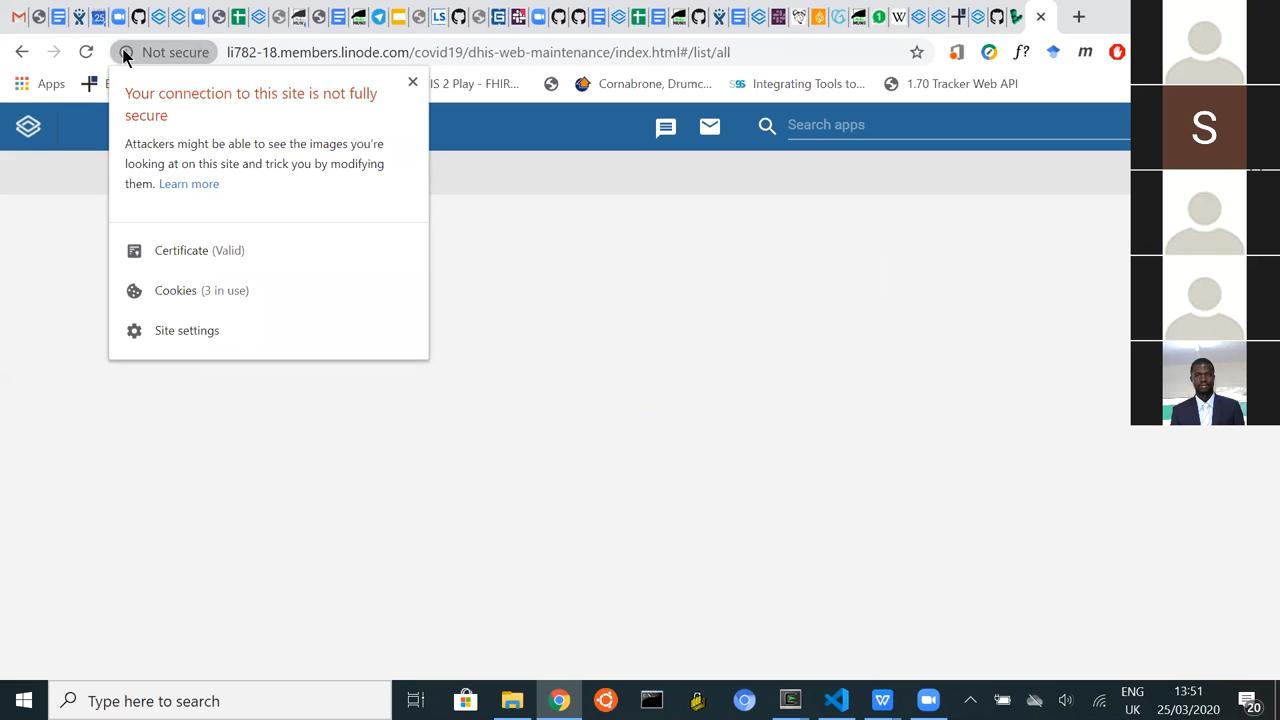 Not secure
li782-18.members.linode.com/covid19/dhis-web-maintenance/index.html#/list/all
f?
m
Apps
IS 2 Play - FHIR...
Cornabrone, Drumc...
Integrating Tools to...
1.70 Tracker Web API
Your connection to this site is not fully
secure
Attackers might be able to see the images you're
looking at on this site and trick you by modifying
them. Learn more
Certificate (Valid)
Cookies (3 in use)
Site settings
Search apps
S
Type here to search
ENG
UK
13:51
25/03/2020
20